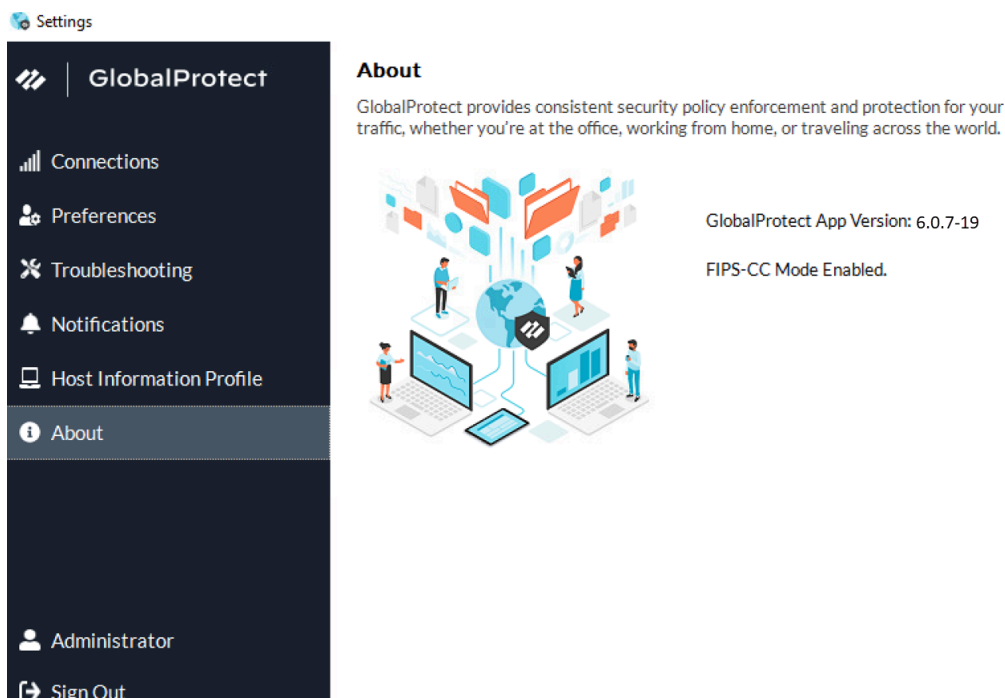 Settings
GlobalProtect
Connections
Preferences
Troubleshooting
Notifications
Host Information Profile
About
Administrator
Sign Out
About
GlobalProtect provides consistent security policy enforcement and protection for your
traffic, whether you're at the office, working from home, or traveling across the world.
GlobalProtect App Version: 6.0.7-19
FIPS-CC Mode Enabled.